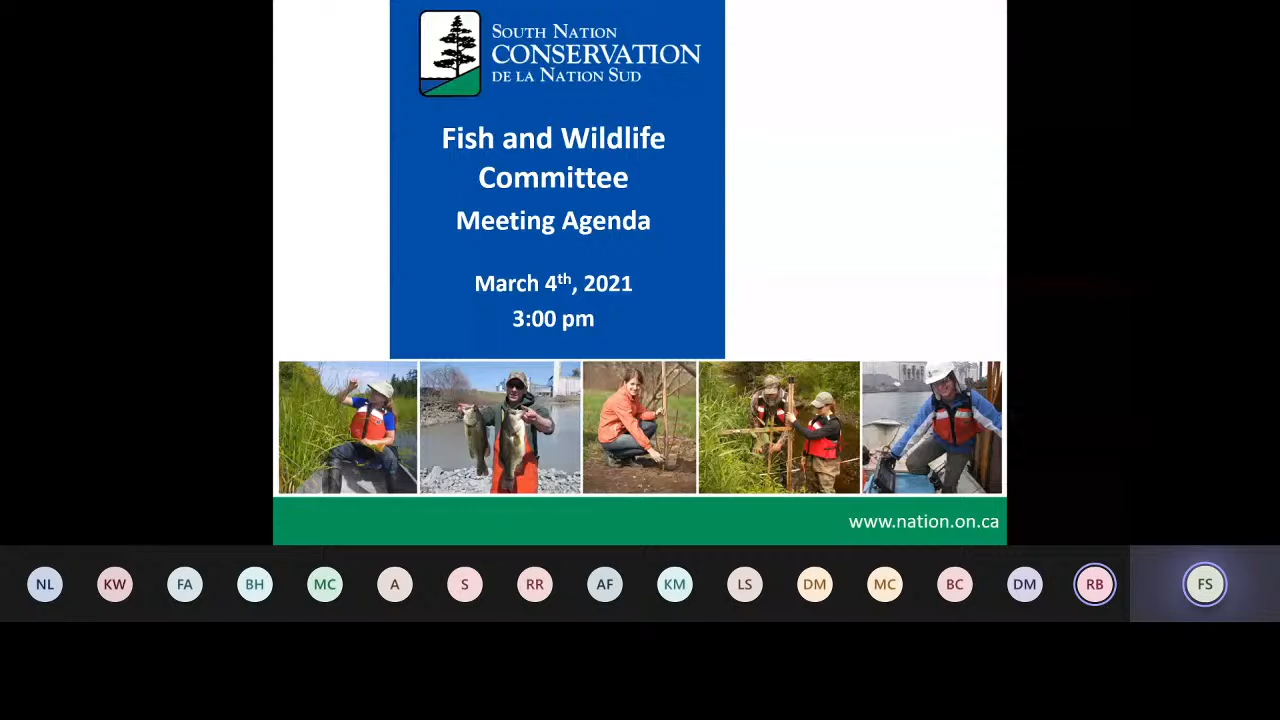 South Nation
CONSERVATION
DE LA NATION SUD
Fish and Wildlife
Committee
Meeting Agenda
March 4th, 2021
3:00 pm
www.nation.on.ca
NL KW FA BH MC A S RR AF KM LS DM MC BC DM RB FS